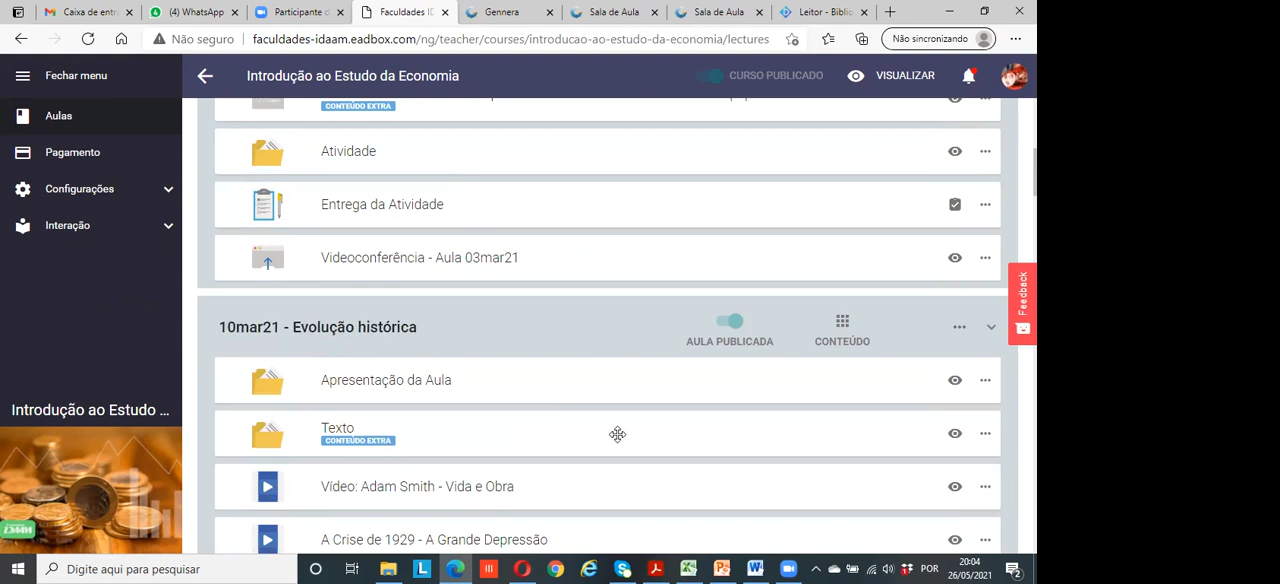 Caixa de entr
(4) WhatsApp
Participante d
Faculdades I
Gennera
Sala de Aula
Sala de Aula
Leitor - Biblio
Não seguro
faculdades-idaam.eadbox.com/ng/teacher/courses/introducao-ao-estudo-da-economia/lectures
Não sincronizando
Fechar menu
Introdução ao Estudo da Economia
CURSO PUBLICADO
VISUALIZAR
Aulas
Pagamento
Configurações
Interação
CONTEÚDO EXTRA
Atividade
Entrega da Atividade
Videoconferência - Aula 03mar21
Feedback
10mar21 - Evolução histórica
AULA PUBLICADA
CONTEÚDO
Apresentação da Aula
Texto
CONTEÚDO EXTRA
Vídeo: Adam Smith - Vida e Obra
A Crise de 1929 - A Grande Depressão
Introdução ao Estudo ...
IDAAM
Digite aqui para pesquisar
POR
20:04
26/05/2021
2